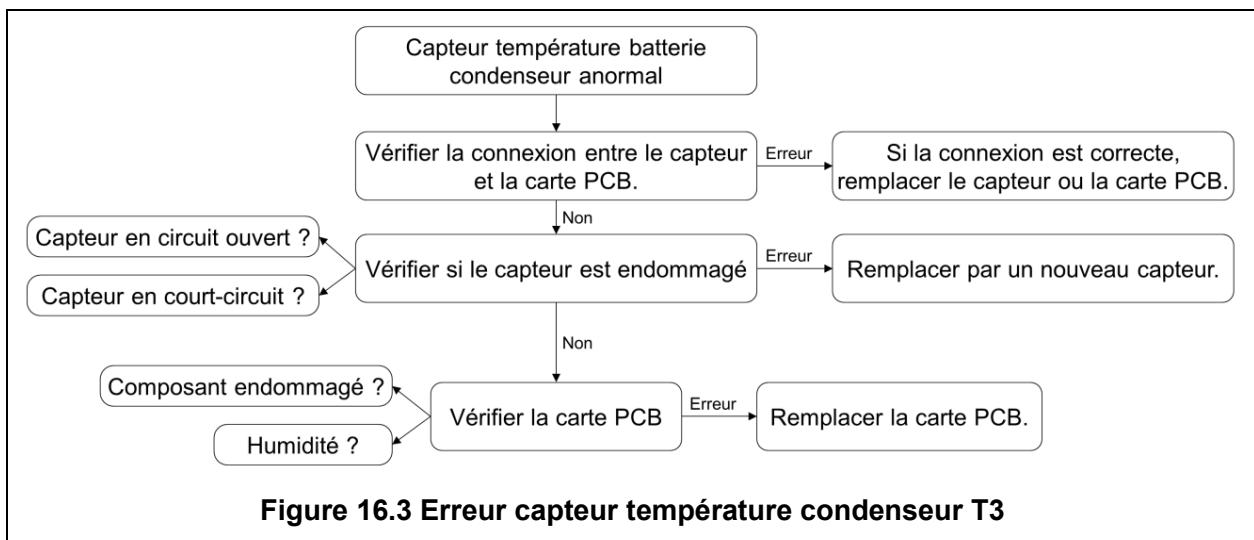 Capteur température batterie
condenseur anormal
Vérifier la connexion entre le capteur
et la carte PCB.
Erreur
Si la connexion est correcte,
remplacer le capteur ou la carte PCB.
Non
Capteur en circuit ouvert ?
Capteur en court-circuit ?
Vérifier si le capteur est endommagé
Erreur
Remplacer par un nouveau capteur.
Non
Composant endommagé ?
Humidité ?
Vérifier la carte PCB
Erreur
Remplacer la carte PCB.
Figure 16.3 Erreur capteur température condenseur T3